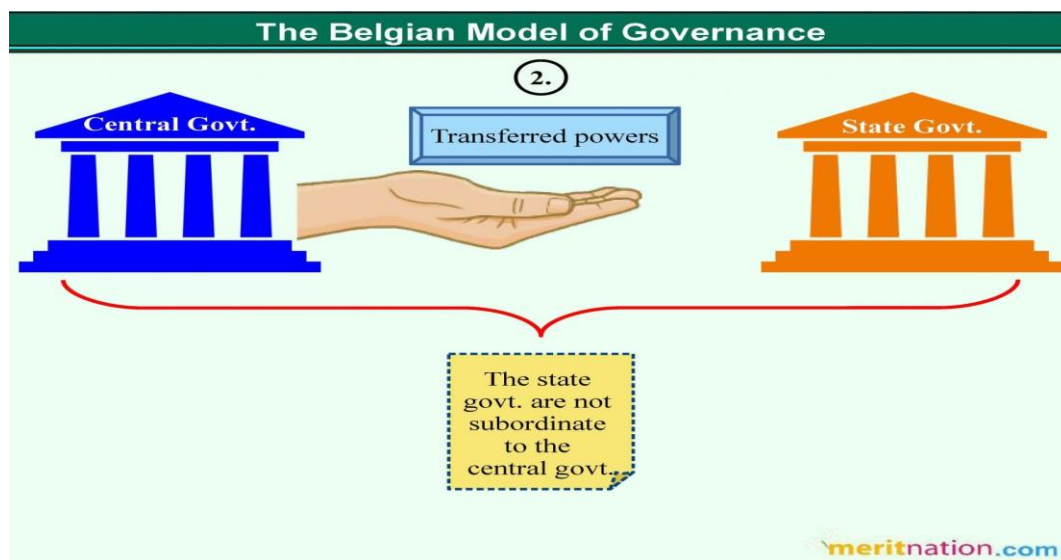 The Belgian Model of Governance
2.
Central Govt.
Transferred powers
State Govt.
The state
govt. are not
subordinate
to the
central govt.
meritnation.com